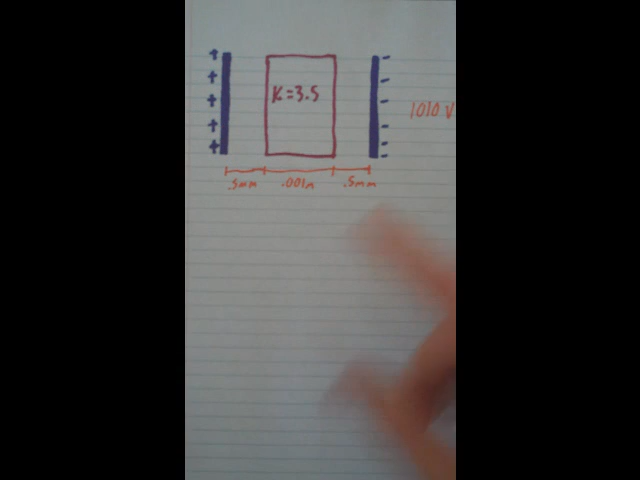 + -
+ -
+ K=3.5 - 1010 V
+ -
+ - -
.5mm .001m .5mm